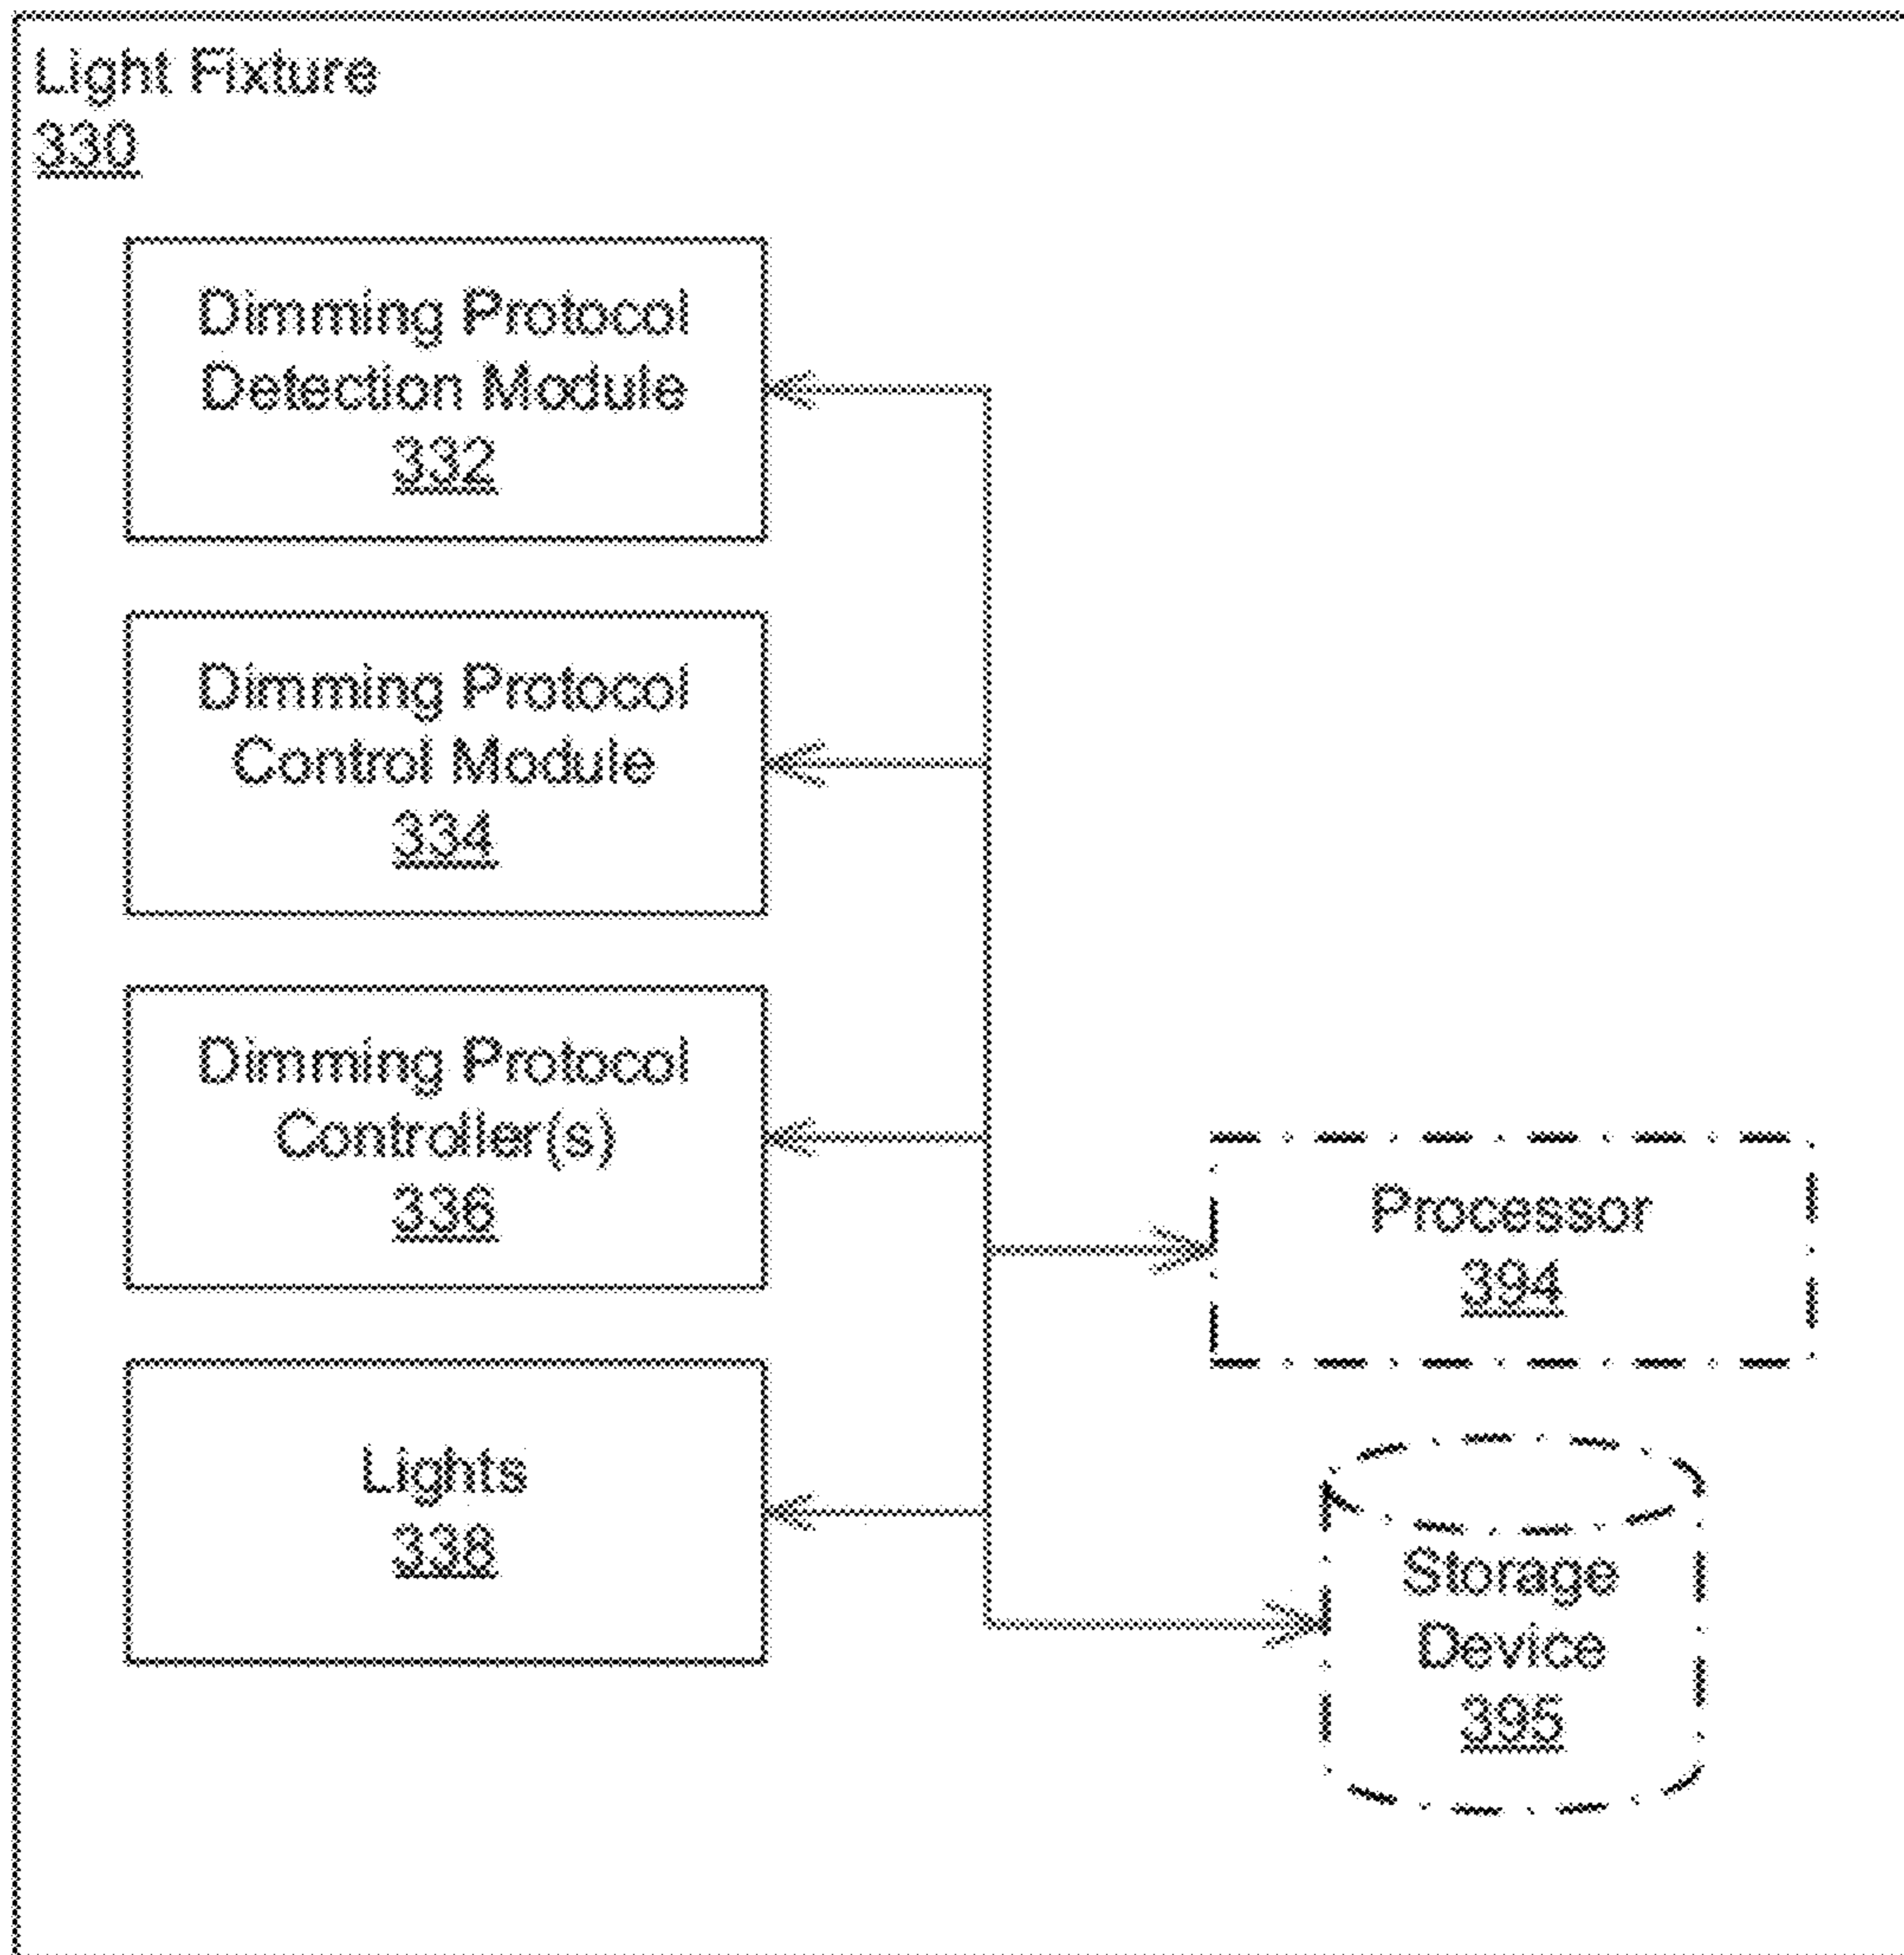 Light Fixture
330
Dimming Protocol
Detection Module
332
Dimming Protocol
Control Module
334
Dimming Protocol
Controller(s)
336
Lights
338
Processor
394
Storage
Device
395